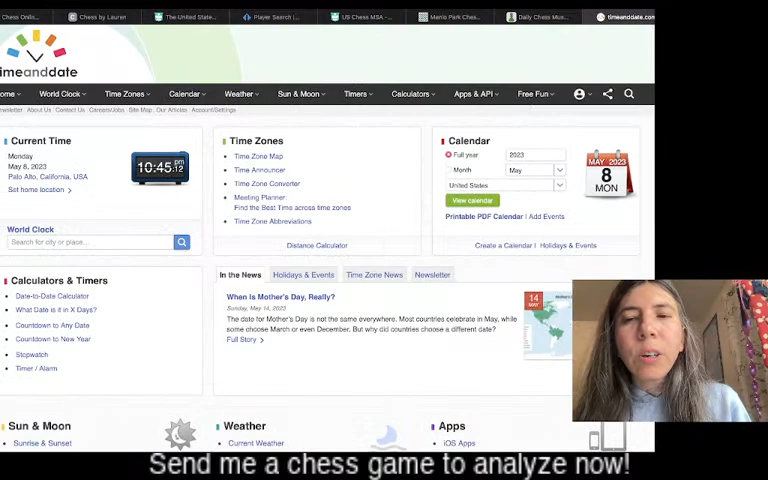 Chess Onlin...
Chess by Lauren
The United State...
Player Search |...
US Chess MSA -...
Menlo Park Ches...
Daily Chess Mus...
timeanddate.com
imeanddate
ome
World Clock
Time Zones
Calendar
Weather
Sun & Moon
Timers
Calculators
Apps & API
Free Fun
ewsletter About Us Contact Us Careers/Jobs Site Map Our Articles Account/Settings
Current Time
Monday
May 8, 2023
Palo Alto, California, USA
Set home location
10:45:12 pm
World Clock
Search for city or place...
Time Zones
Time Zone Map
Time Announcer
Time Zone Converter
Meeting Planner:
Find the Best Time across time zones
Time Zone Abbreviations
Distance Calculator
Calendar
Full year 2023
Month May
United States
View calendar
Printable PDF Calendar | Add Events
Create a Calendar | Holidays & Events
MAY 2023
8
MON
Calculators & Timers
Date-to-Date Calculator
What Date is it in X Days?
Countdown to Any Date
Countdown to New Year
Stopwatch
Timer / Alarm
In the News
Holidays & Events
Time Zone News
Newsletter
When Is Mother's Day, Really?
Sunday, May 14, 2023
The date for Mother's Day is not the same everywhere. Most countries celebrate in May, while
some choose March or even December. But why did countries choose a different date?
Full Story
14
MAY
Sun & Moon
Sunrise & Sunset
Weather
Current Weather
Apps
iOS Apps
Send me a chess game to analyze now!